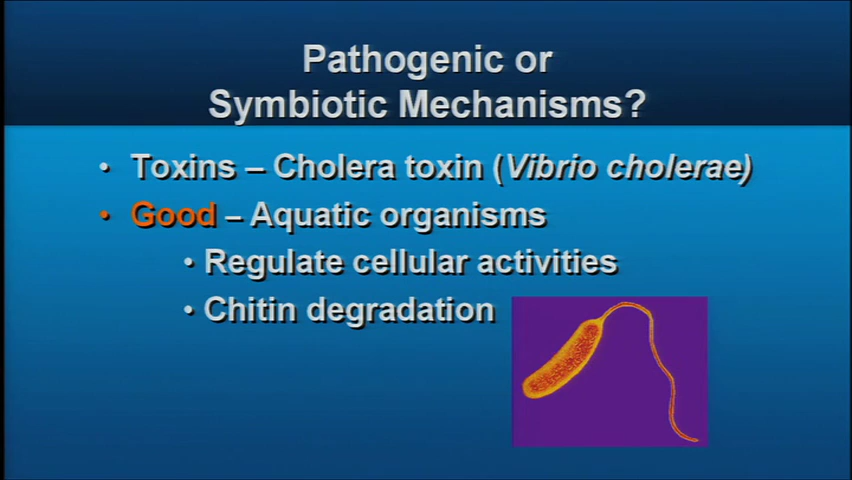 Pathogenic or
Symbiotic Mechanisms?
• Toxins – Cholera toxin (Vibrio cholerae)
• Good – Aquatic organisms
• Regulate cellular activities
• Chitin degradation